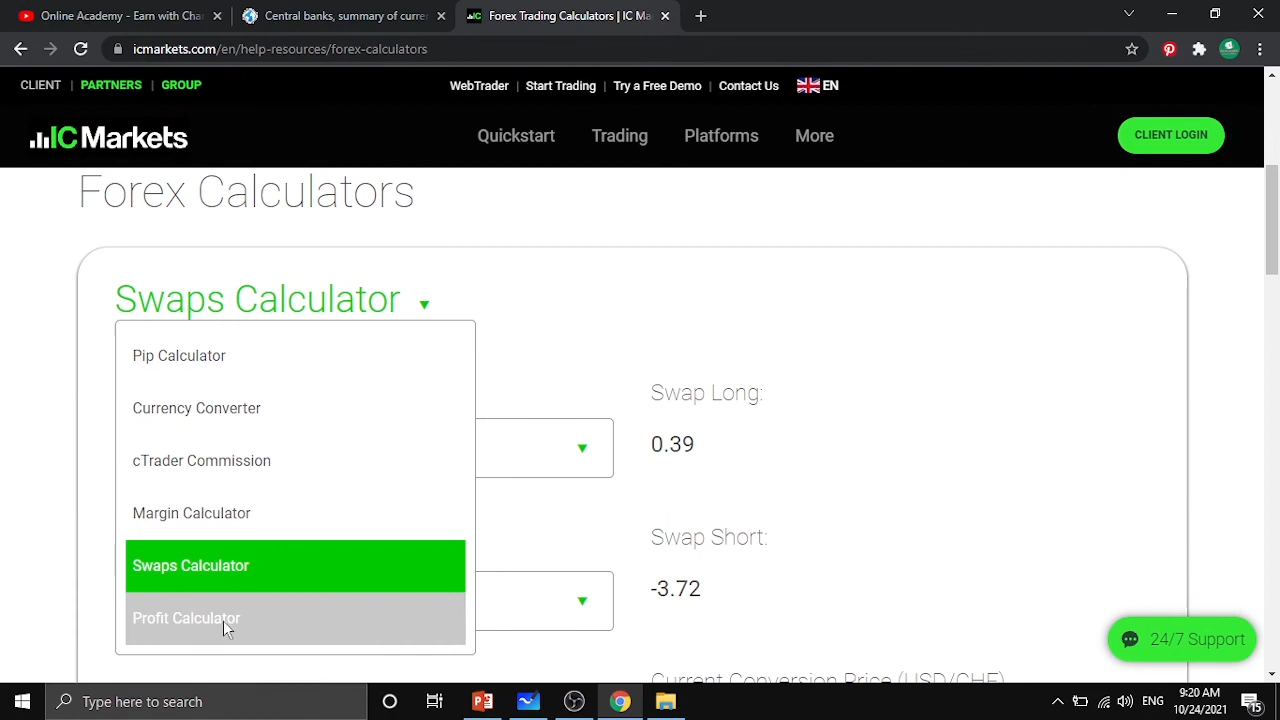 Online Academy - Earn with Cha
Central banks, summary of curre
Forex Trading Calculators | IC Ma
icmarkets.com/en/help-resources/forex-calculators
CLIENT | PARTNERS | GROUP
WebTrader | Start Trading | Try a Free Demo | Contact Us EN
IC Markets
Quickstart Trading Platforms More
CLIENT LOGIN
Forex Calculators
Swaps Calculator
Pip Calculator
Currency Converter
cTrader Commission
Margin Calculator
Swaps Calculator
Profit Calculator
Swap Long:
0.39
Swap Short:
-3.72
Current Conversion Price (USD/CHF)
24/7 Support
Type here to search
ENG
9:20 AM
10/24/2021
15